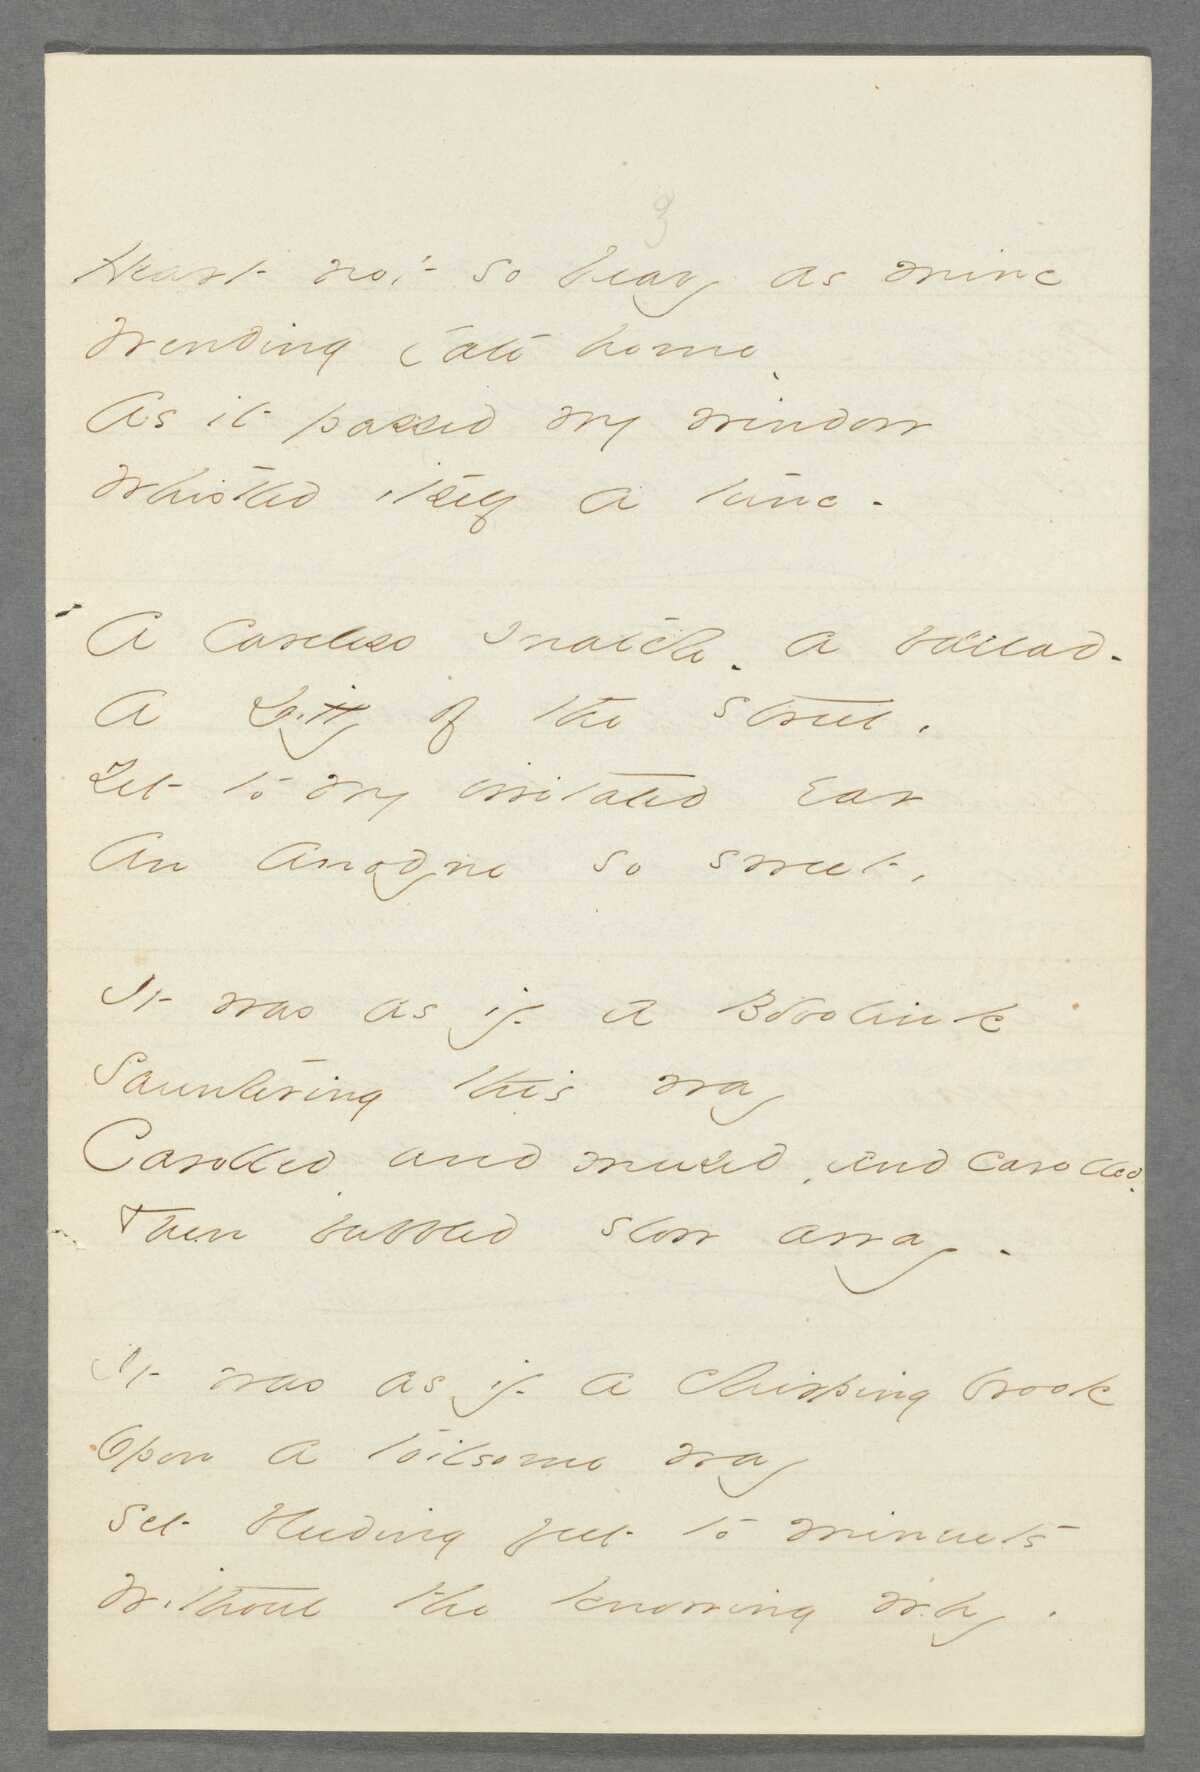 3
Heart not so heavy as mine
Wending late home
As it passed my window
Whistled itself a tune -

A careless snatch - a ballad -
A Ditty of the Street,
Yet to my irritated Ear
An Anodyne so sweet,

It was as if a Bobolink
Sauntering this way
Carolled, and mused, and carolled.
Then bubbled slow away -

It was as if a chirping brook
Upon a toilsome way
Set bleeding feet to minuets
Without the knowing why.